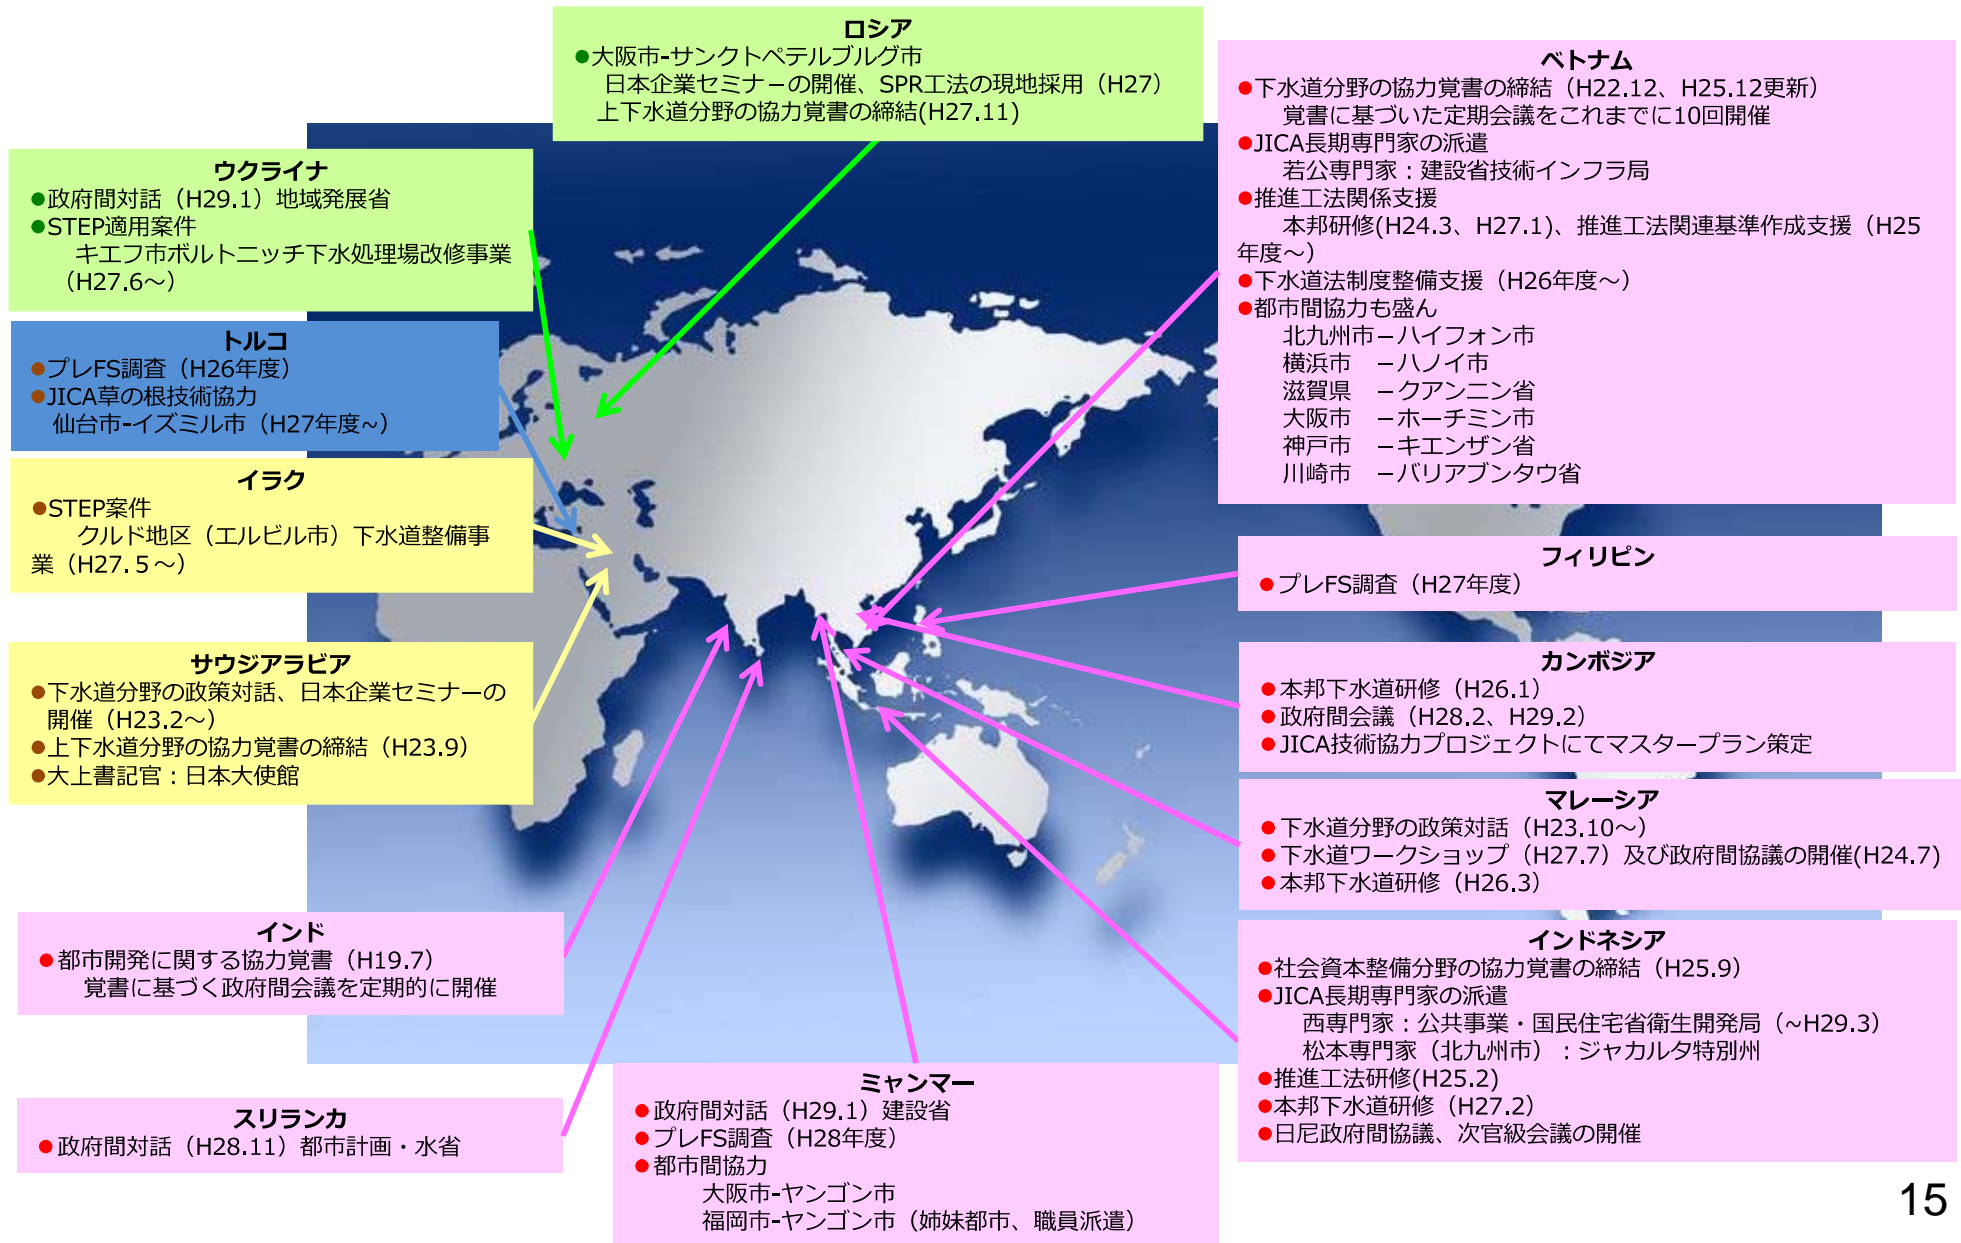 ロシア
●大阪市-サンクトペテルブルグ市
日本企業セミナーの開催、SPR工法の現地採用（H27）
上下水道分野の協力覚書の締結(H27.11)
ウクライナ
●政府間対話（H29.1）地域発展省
●STEP適用案件
キエフ市ボルトニッチ下水処理場改修事業
（H27.6～）
トルコ
●プレFS調査（H26年度）
●JICA草の根技術協力
仙台市-イズミル市（H27年度~）
イラク
●STEP案件
クルド地区（エルビル市）下水道整備事
業（H27.５～）
サウジアラビア
●下水道分野の政策対話、日本企業セミナーの
開催（H23.2～）
●上下水道分野の協力覚書の締結（H23.9）
●大上書記官：日本大使館
インド
●都市開発に関する協力覚書（H19.7）
覚書に基づく政府間会議を定期的に開催
スリランカ
●政府間対話（H28.11）都市計画・水省
ミャンマー
●政府間対話（H29.1）建設省
●プレFS調査（H28年度）
●都市間協力
大阪市-ヤンゴン市
福岡市-ヤンゴン市（姉妹都市、職員派遣）
ベトナム
●下水道分野の協力覚書の締結（H22.12、H25.12更新）
覚書に基づいた定期会議をこれまでに10回開催
●JICA長期専門家の派遣
若公専門家：建設省技術インフラ局
●推進工法関係支援
本邦研修(H24.3、H27.1)、推進工法関連基準作成支援（H25
年度～）
●下水道法制度整備支援（H26年度～）
●都市間協力も盛ん
北九州市－ハイフォン市
横浜市　－ハノイ市
滋賀県　－クアンニン省
大阪市　－ホーチミン市
神戸市　－キエンザン省
川崎市　－バリアブンタウ省
フィリピン
●プレFS調査（H27年度）
カンボジア
●本邦下水道研修（H26.1）
●政府間会議（H28.2、H29.2）
●JICA技術協力プロジェクトにてマスタープラン策定
マレーシア
●下水道分野の政策対話（H23.10～）
●下水道ワークショップ（H27.7）及び政府間協議の開催(H24.7)
●本邦下水道研修（H26.3）
インドネシア
●社会資本整備分野の協力覚書の締結（H25.9）
●JICA長期専門家の派遣
西専門家：公共事業・国民住宅省衛生開発局（~H29.3）
松本専門家（北九州市）：ジャカルタ特別州
●推進工法研修(H25.2)
●本邦下水道研修（H27.2）
●日尼政府間協議、次官級会議の開催
15